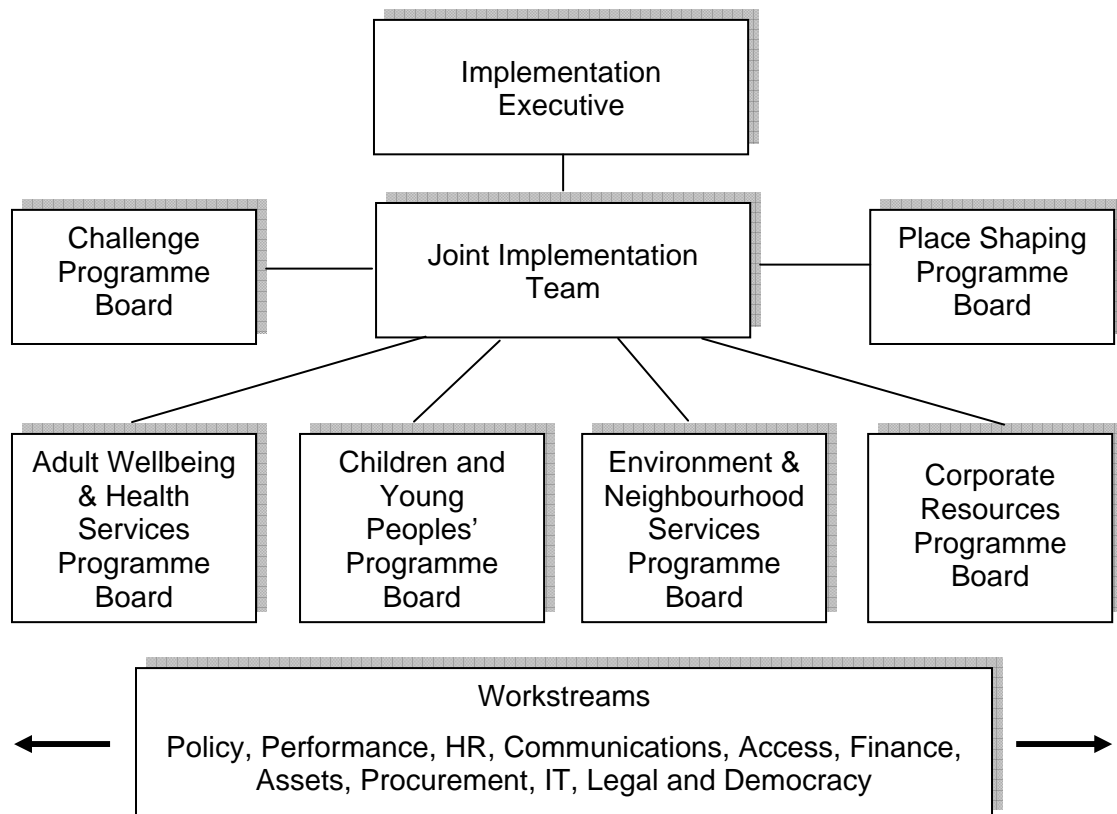 Implementation
Executive
Challenge
Programme
Board
Joint Implementation
Team
Place Shaping
Programme
Board
Adult Wellbeing
& Health
Services
Programme
Board
Children and
Young
Peoples’
Programme
Board
Environment &
Neighbourhood
Services
Programme
Board
Corporate
Resources
Programme
Board
Workstreams
Policy, Performance, HR, Communications, Access, Finance,
Assets, Procurement, IT, Legal and Democracy